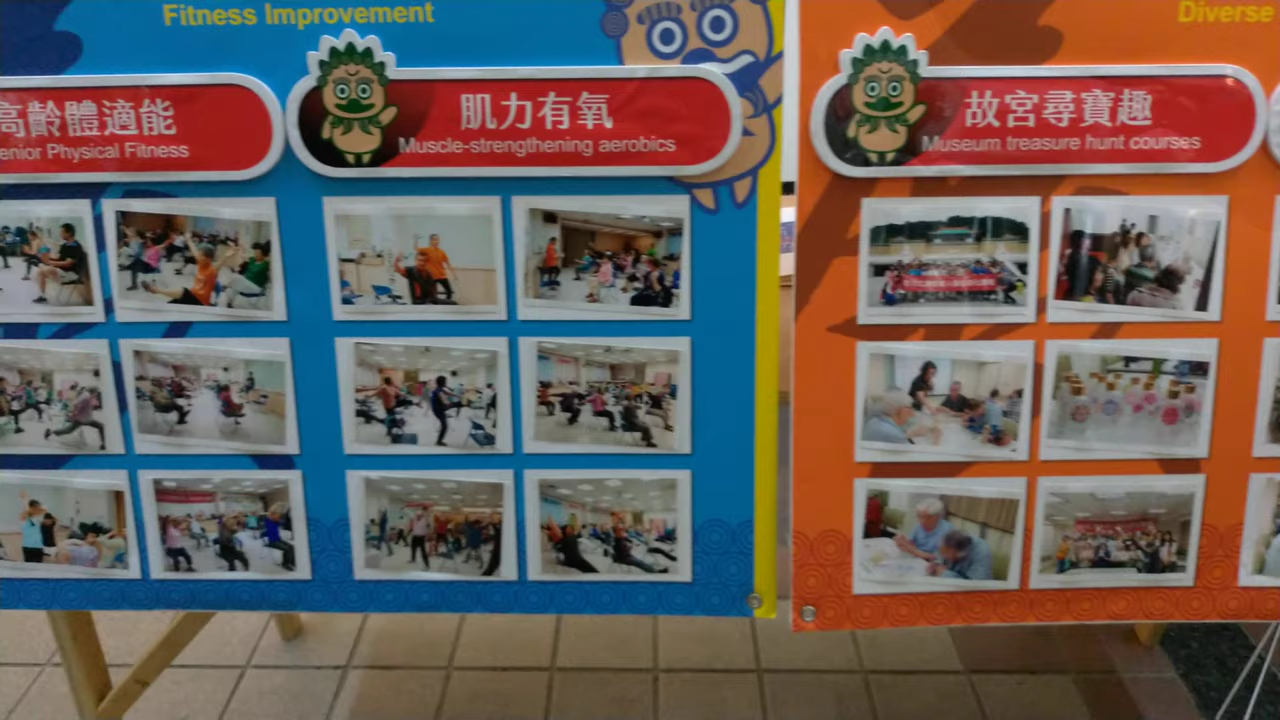 Fitness Improvement
高齡體適能
enior Physical Fitness
肌力有氧
Muscle-strengthening aerobics
Diverse
故宮尋寶趣
Museum treasure hunt courses